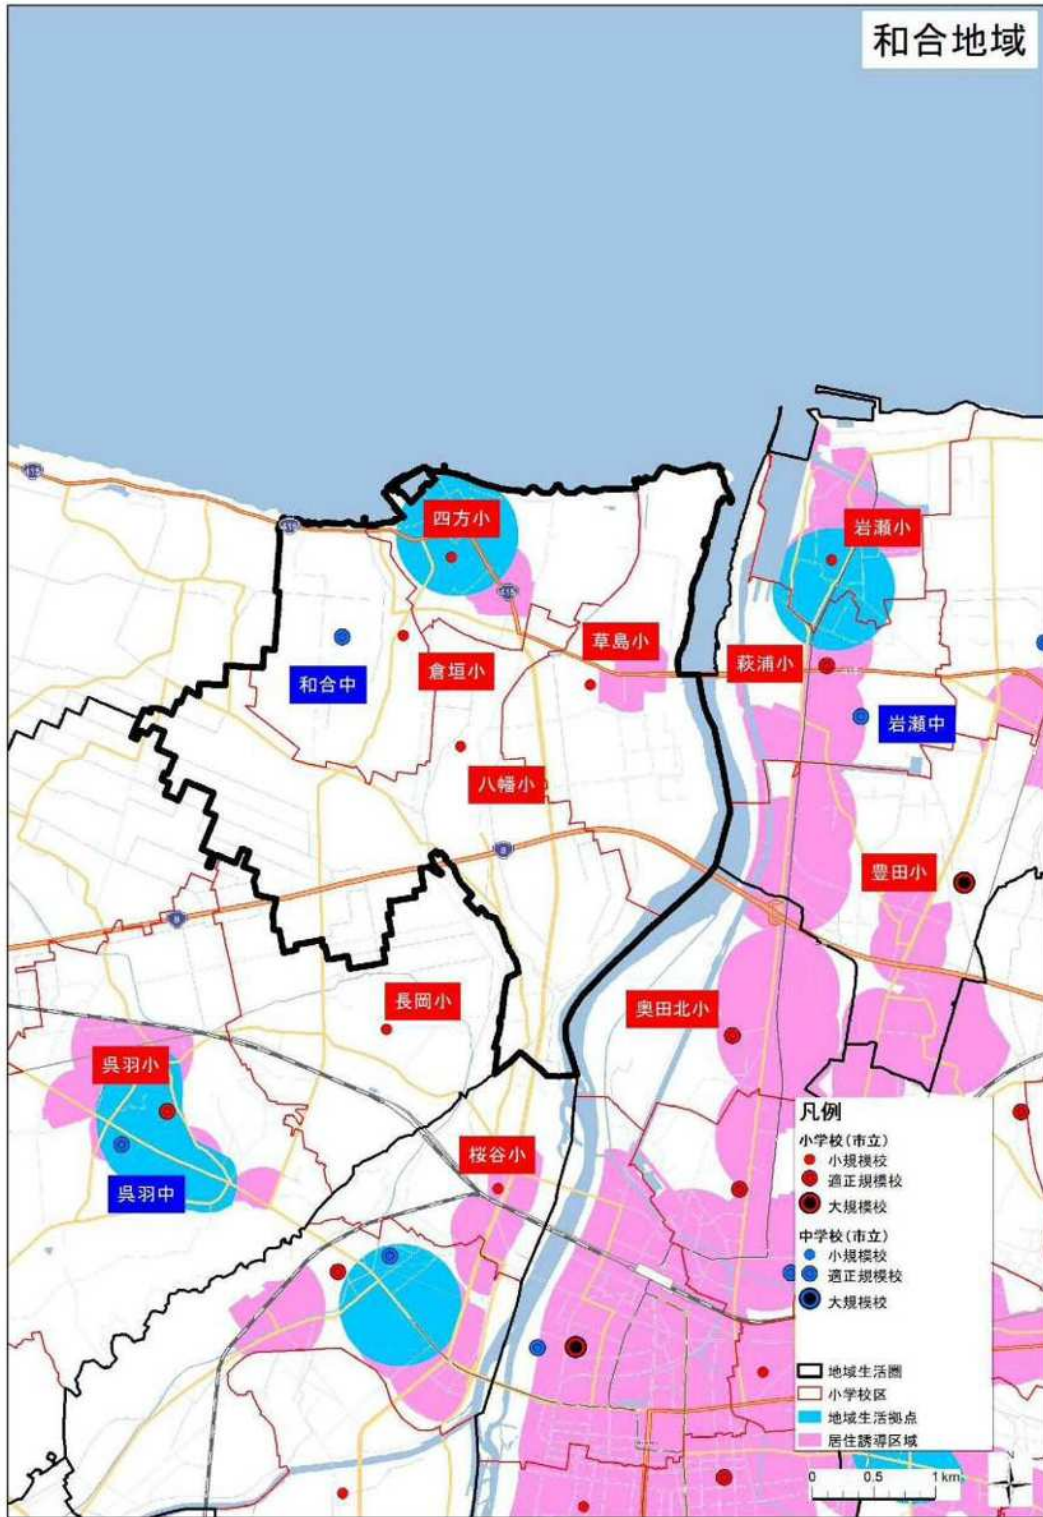 和合地域
四方小
岩瀬小
415
草島小
倉垣小
萩浦小
和合中
岩瀬中
八幡小
8
豊田小
8
長岡小
奥田北小
呉羽小
桜谷小
呉羽中
凡例
小学校(市立)
小規模校
適正規模校
大規模校
中学校(市立)
小規模校
適正規模校
大規模校
地域生活圏
小学校区
地域生活拠点
居住誘導区域
0 0.5 1 km
N